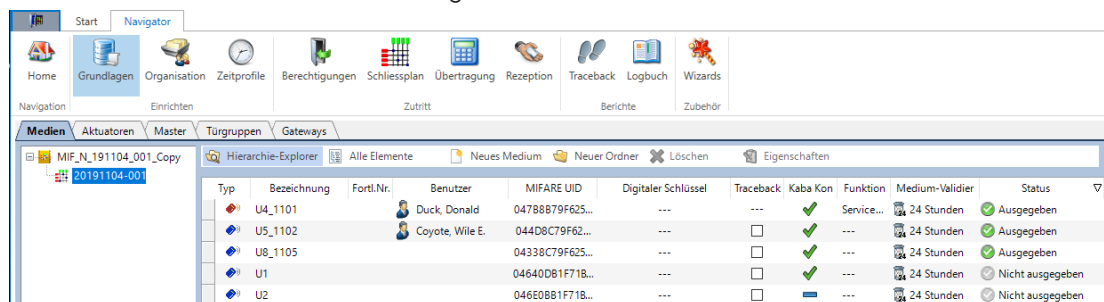 Start Navigator
Home Grundlagen Organisation Zeitprofile Berechtigungen Schliessplan Übertragung Rezeption Traceback Logbuch Wizards
Navigation Einrichten Zutritt Berichte Zubehör
Medien Aktuatoren Master Türgruppen Gateways
MIF_N_191104_001_Copy Hierarchie-Explorer Alle Elemente Neues Medium Neuer Ordner Löschen Eigenschaften
20191104-001
Typ Bezeichnung Fortl.Nr. Benutzer MIFARE UID Digitaler Schlüssel Traceback Kaba Kon Funktion Medium-Validier Status
U4_1101 Duck, Donald 047B8B79F625... --- --- Service... 24 Stunden Ausgegeben
U5_1102 Coyote, Wile E. 044D8C79F62... --- --- 24 Stunden Ausgegeben
U8_1105 04338C79F625... --- --- 24 Stunden Ausgegeben
U1 04640DB1F71B... --- --- 24 Stunden Nicht ausgegeben
U2 046E0BB1F71B... --- --- 24 Stunden Nicht ausgegeben